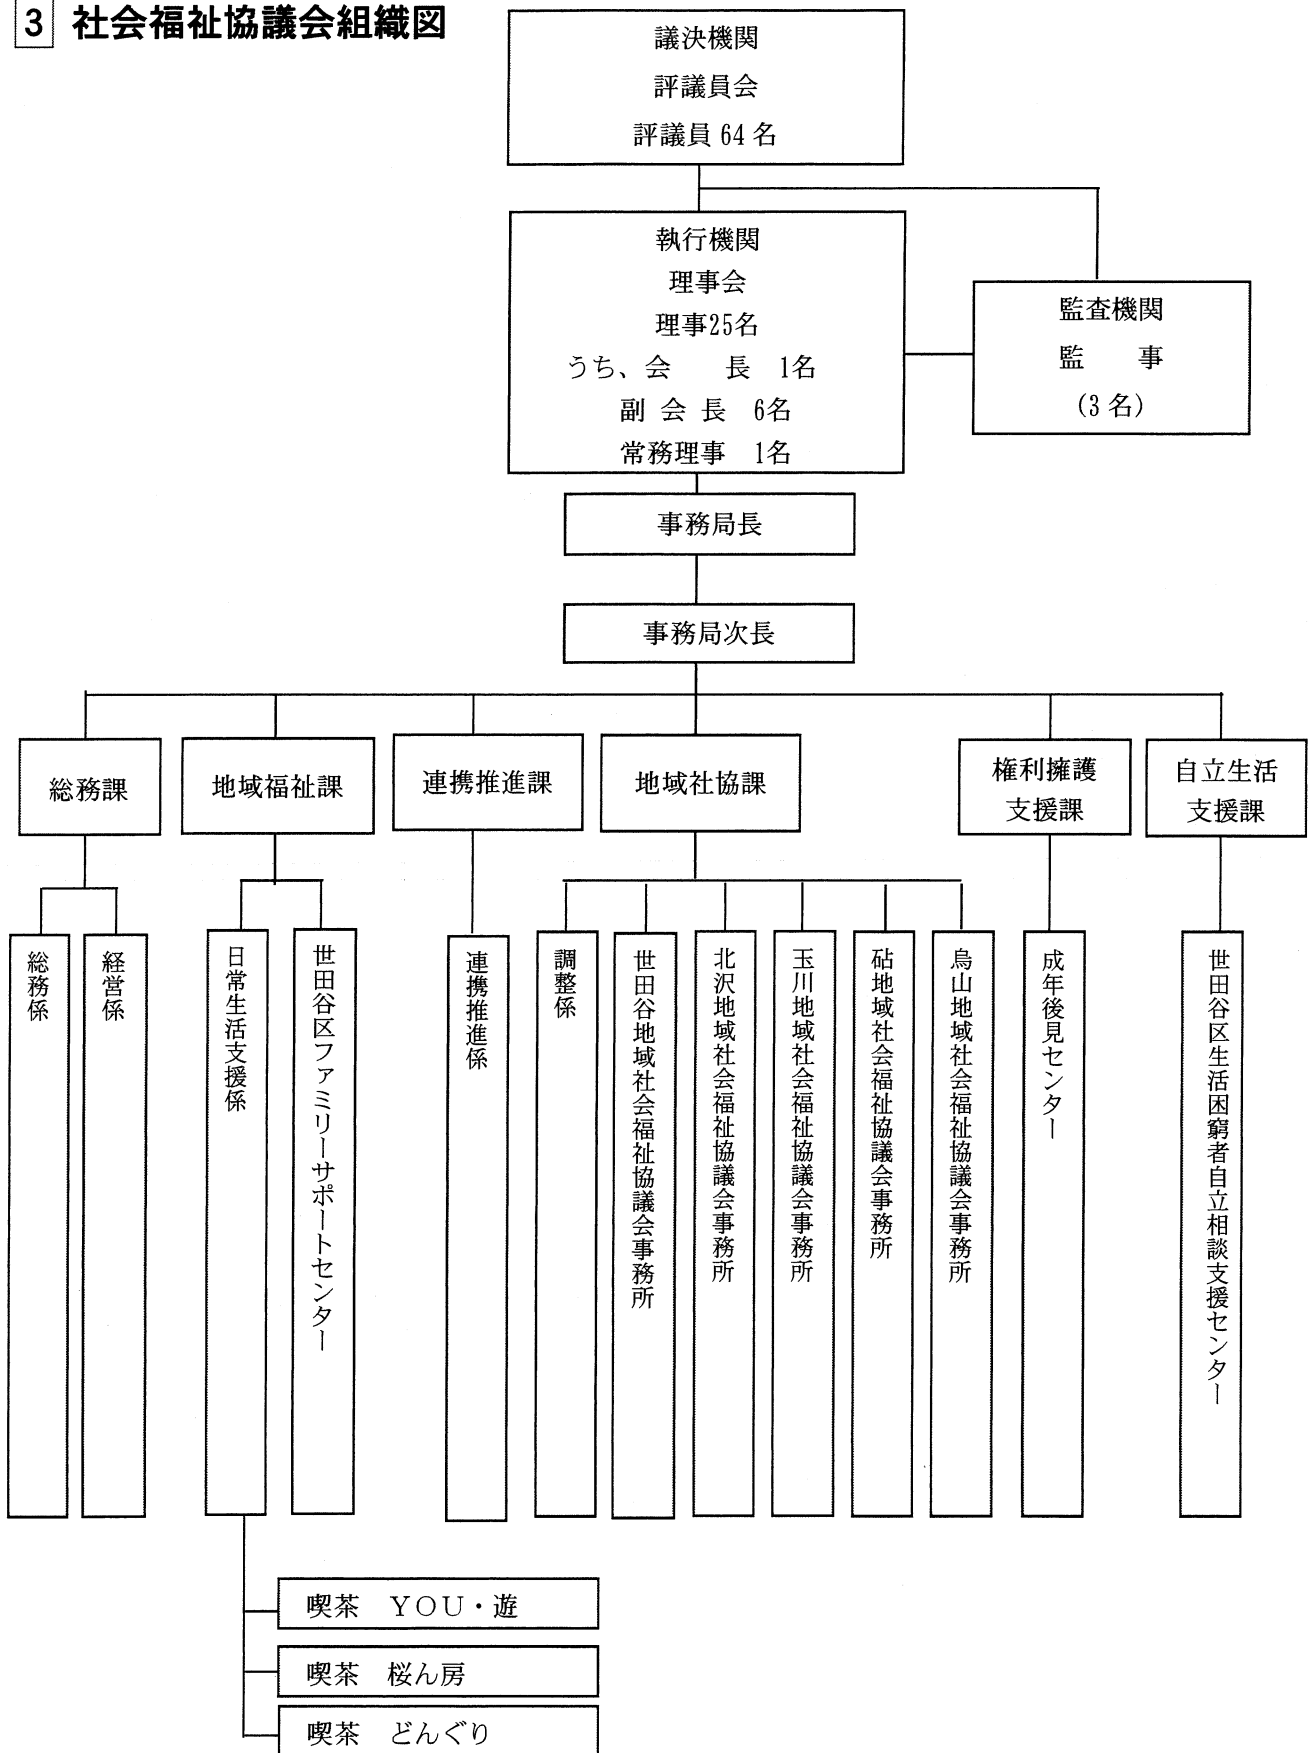 3 社会福祉協議会組織図
議決機関
評議員会
評議員 64 名
執行機関
理事会
理事25名
うち、会　　長　1名
副 会 長　6名
常務理事　1名
監査機関
監　　事
(3 名)
事務局長
事務局次長
総務課
地域福祉課
連携推進課
地域社協課
権利擁護
支援課
自立生活
支援課
総務係
経営係
日常生活支援係
世田谷区ファミリーサポートセンター
連携推進係
調整係
世田谷地域社会福祉協議会事務所
北沢地域社会福祉協議会事務所
玉川地域社会福祉協議会事務所
砧地域社会福祉協議会事務所
烏山地域社会福祉協議会事務所
成年後見センター
世田谷区生活困窮者自立相談支援センター
喫茶　ＹＯＵ・遊
喫茶　桜ん房
喫茶　どんぐり